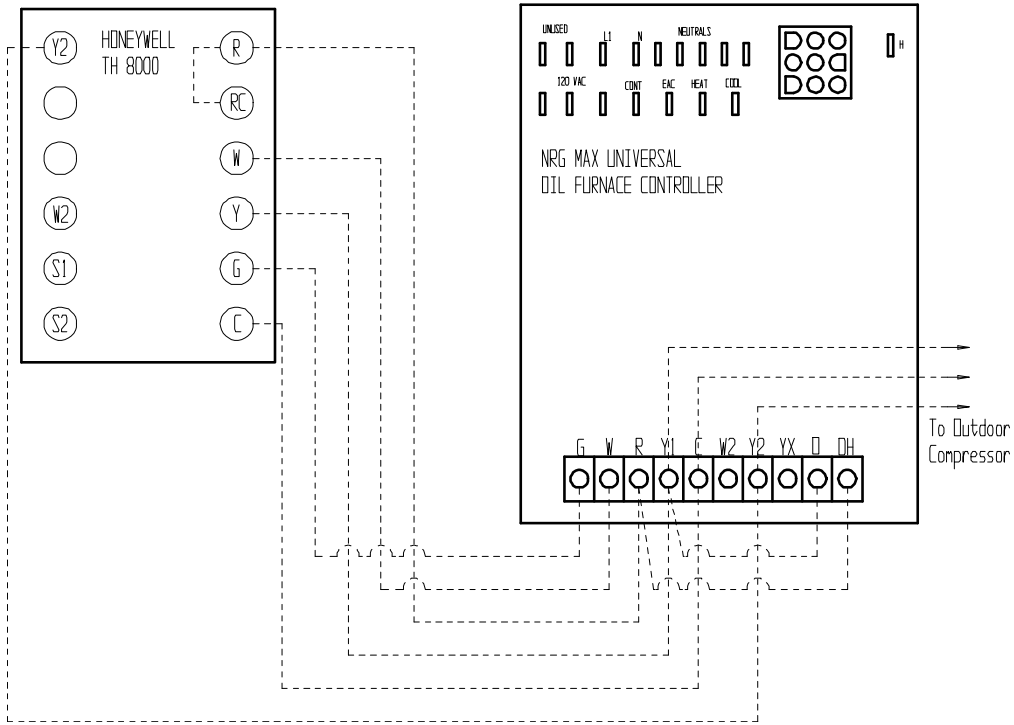 Y2
HONEYWELL
TH 8000
R
RC
W
W2
Y
S1
G
S2
C
UNUSED
L1
N
NEUTRALS
H
120 VAC
CONT
EAC
HEAT
COOL
NRG MAX UNIVERSAL
OIL FURNACE CONTROLLER
To Outdoor
Compressor
G W R Y1 C W2 Y2 YX O DH